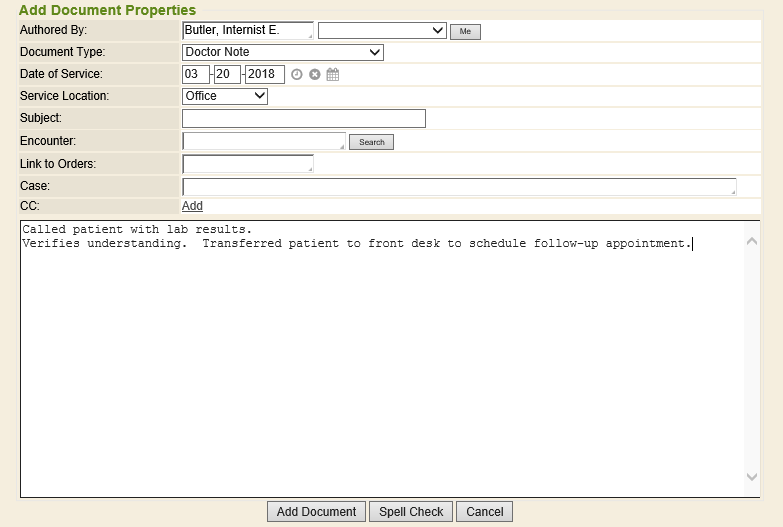 Add Document Properties
Authored By: Butler, Internist E. Me
Document Type: Doctor Note
Date of Service: 03 - 20 - 2018
Service Location: Office
Subject:
Encounter: Search
Link to Orders:
Case:
CC: Add
Called patient with lab results.
Verifies understanding.  Transferred patient to front desk to schedule follow-up appointment.
Add Document Spell Check Cancel